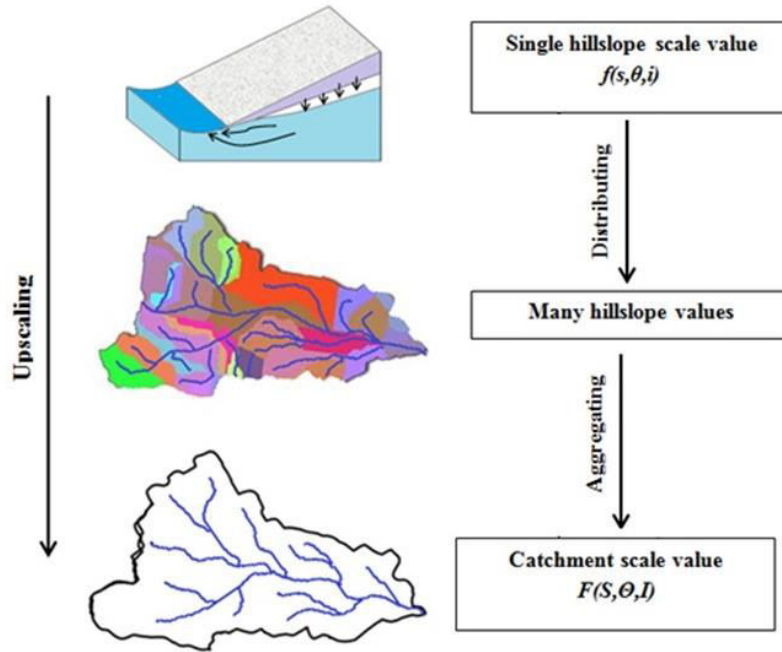 Single hillslope scale value
f(s,θ,i)
Distributing
Upscaling
Many hillslope values
Aggregating
Catchment scale value
F(S,Θ,I)